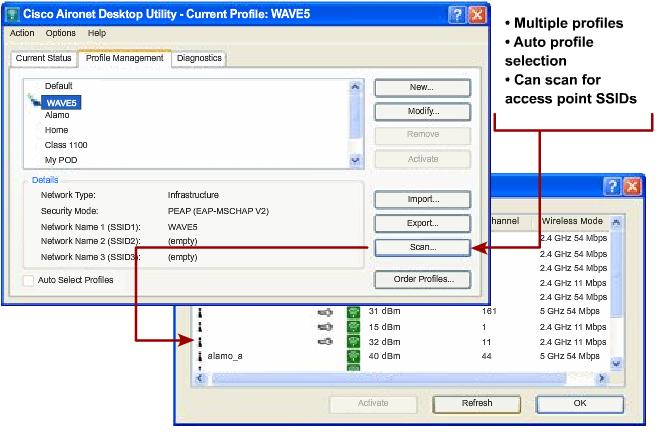 Cisco Aironet Desktop Utility - Current Profile: WAVE5
Action Options Help
Current Status Profile Management Diagnostics
Default
WAVE5
Alamo
Home
Class 1100
My POD
New...
Modify...
Remove
Activate
Details
Network Type: Infrastructure
Security Mode: PEAP (EAP-MSCHAP V2)
Network Name 1 (SSID1): WAVE5
Network Name 2 (SSID2): (empty)
Network Name 3 (SSID3): (empty)
Import...
Export...
Scan...
Auto Select Profiles
Order Profiles...
• Multiple profiles
• Auto profile
selection
• Can scan for
access point SSIDs
hannel Wireless Mode
2.4 GHz 54 Mbps
2.4 GHz 54 Mbps
2.4 GHz 54 Mbps
2.4 GHz 11 Mbps
2.4 GHz 54 Mbps
31 dBm 161 5 GHz 54 Mbps
15 dBm 1 2.4 GHz 11 Mbps
32 dBm 11 2.4 GHz 54 Mbps
alamo_a 40 dBm 44 5 GHz 54 Mbps
Activate Refresh OK